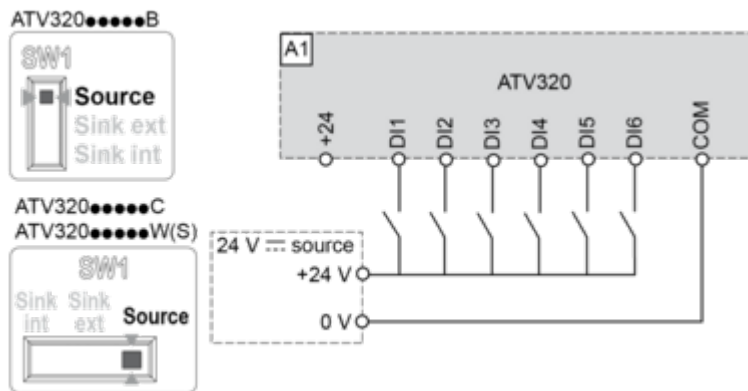 ATV320●●●●●B
SW1
Source
Sink ext
Sink int
ATV320●●●●●C
ATV320●●●●●W(S)
SW1
Sink int
Sink ext
Source
A1
ATV320
+24
DI1
DI2
DI3
DI4
DI5
DI6
COM
24 V ⎓ source
+24 V
0 V